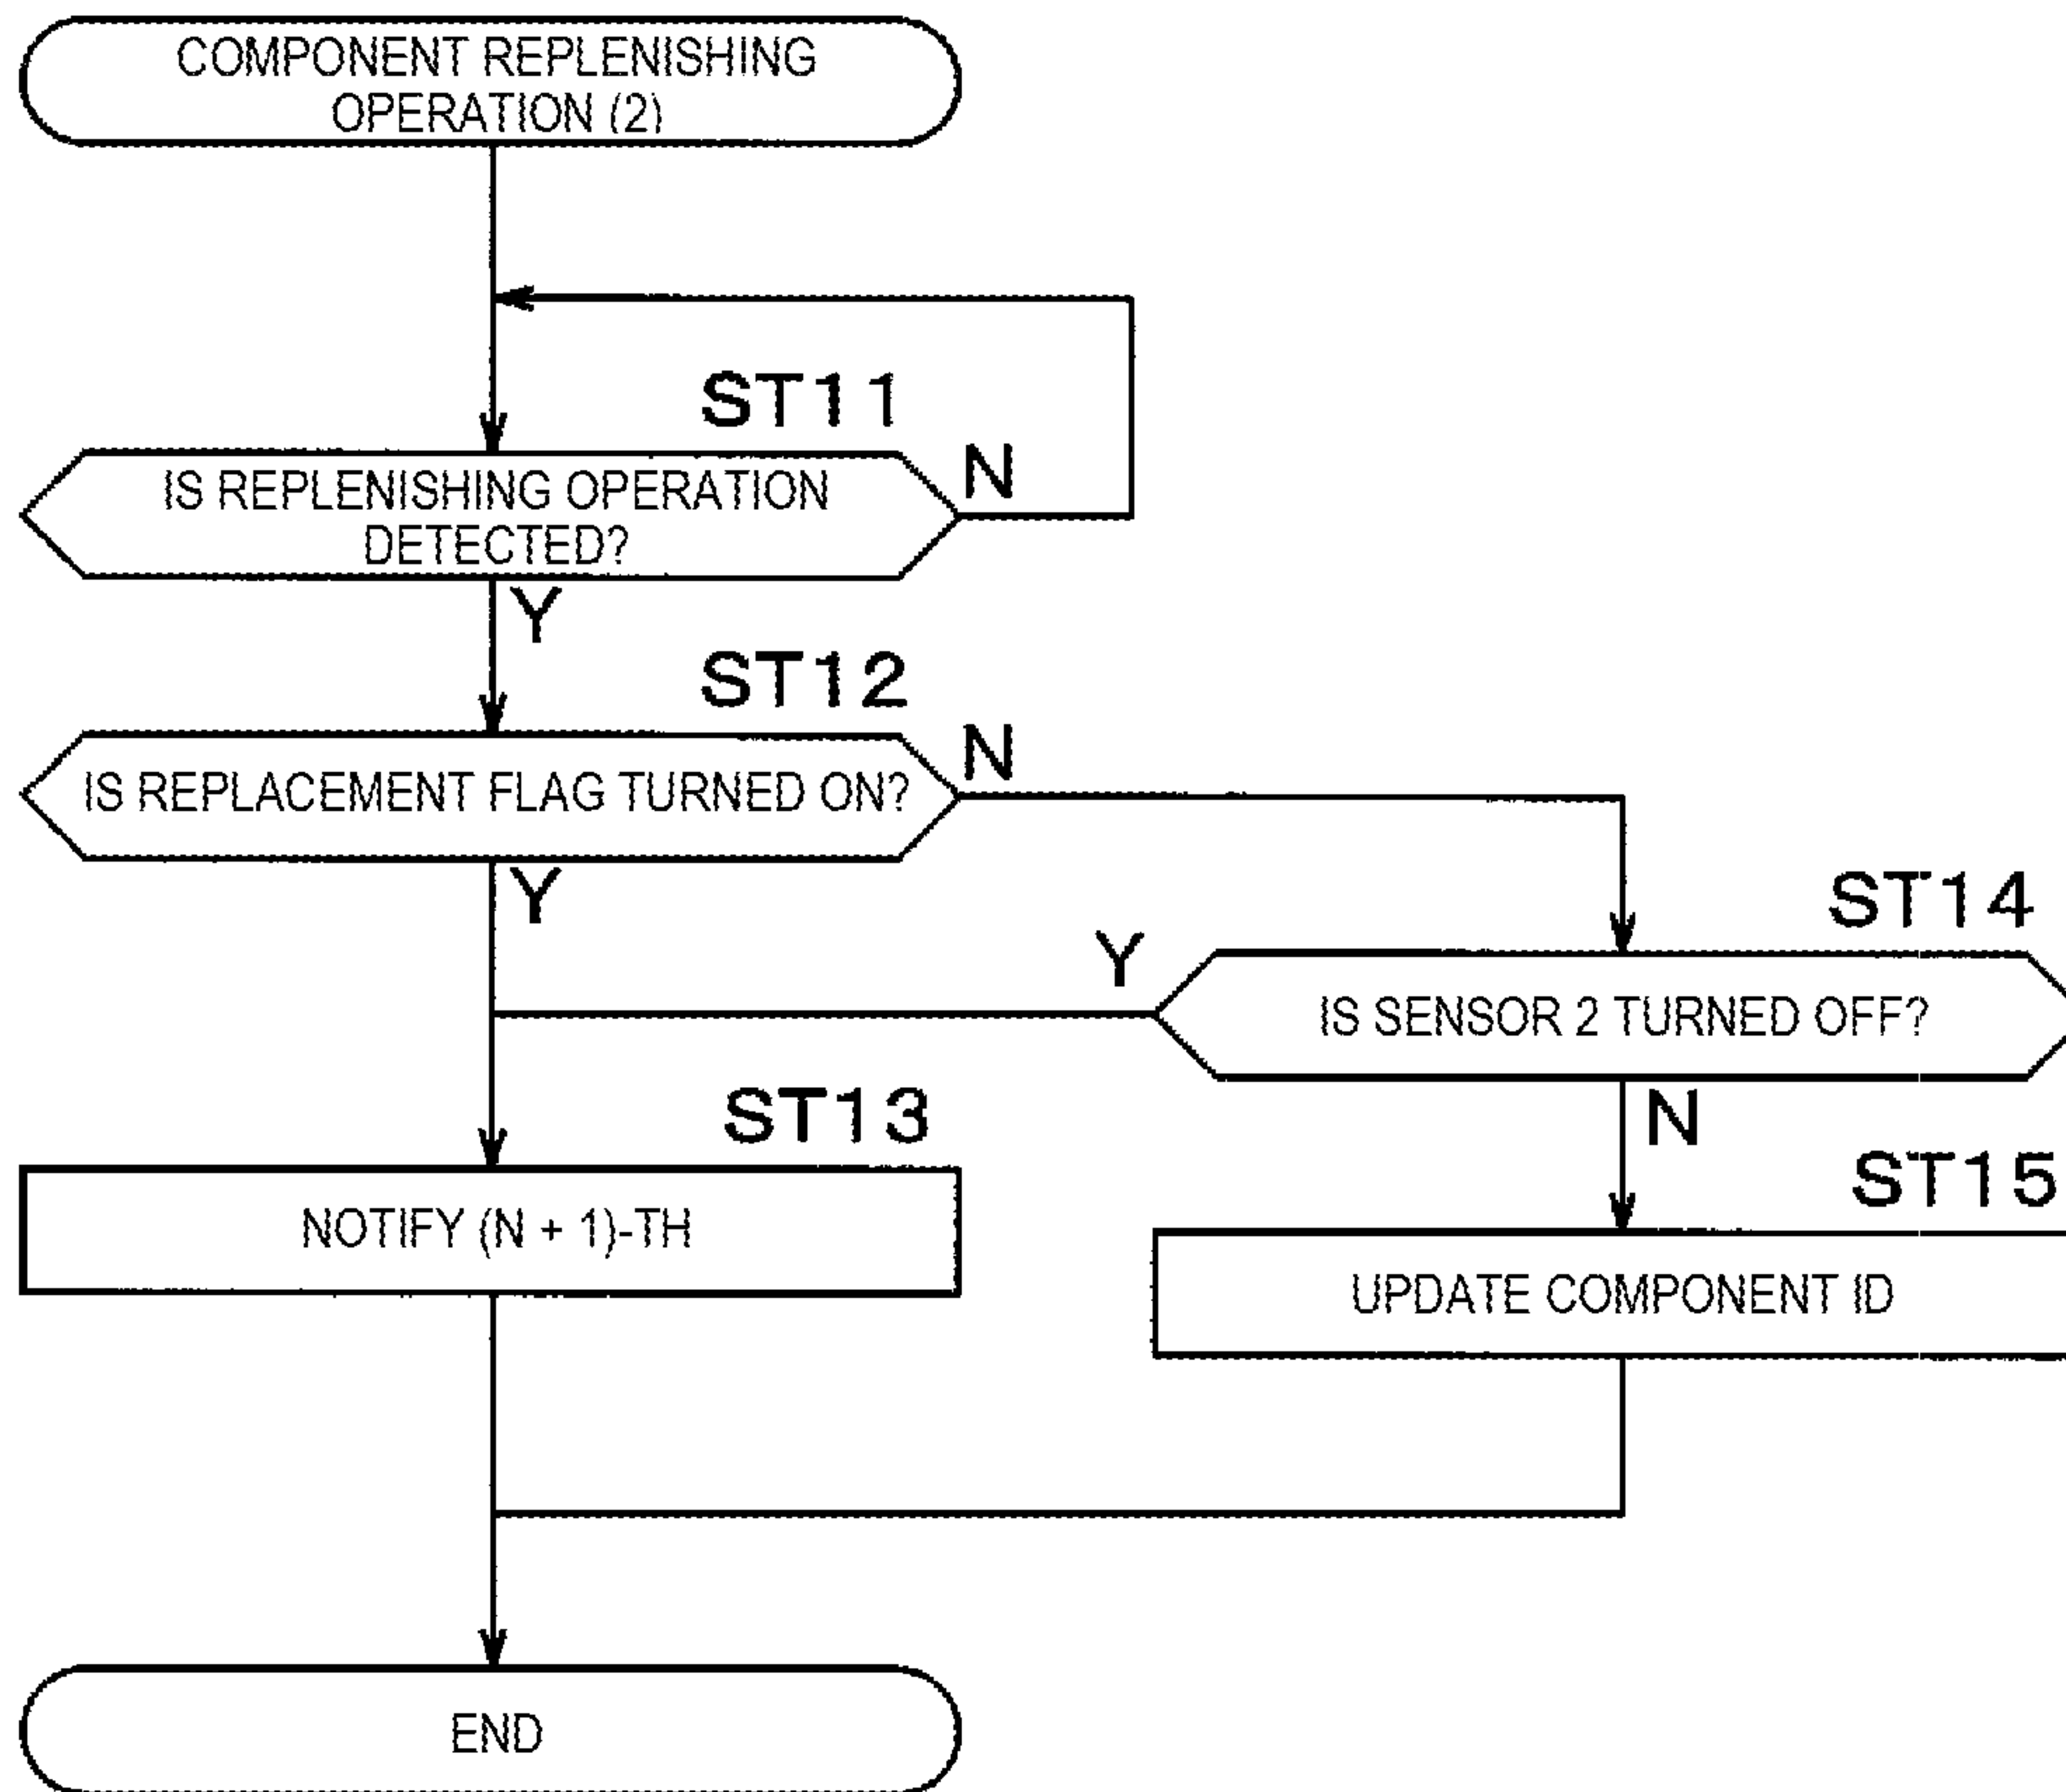 COMPONENT REPLENISHING
OPERATION (2)
ST11
IS REPLENISHING OPERATION
DETECTED?
N
Y
ST12
IS REPLACEMENT FLAG TURNED ON?
N
Y
ST14
Y
IS SENSOR 2 TURNED OFF?
N
ST13
NOTIFY (N + 1)-TH
ST15
UPDATE COMPONENT ID
END